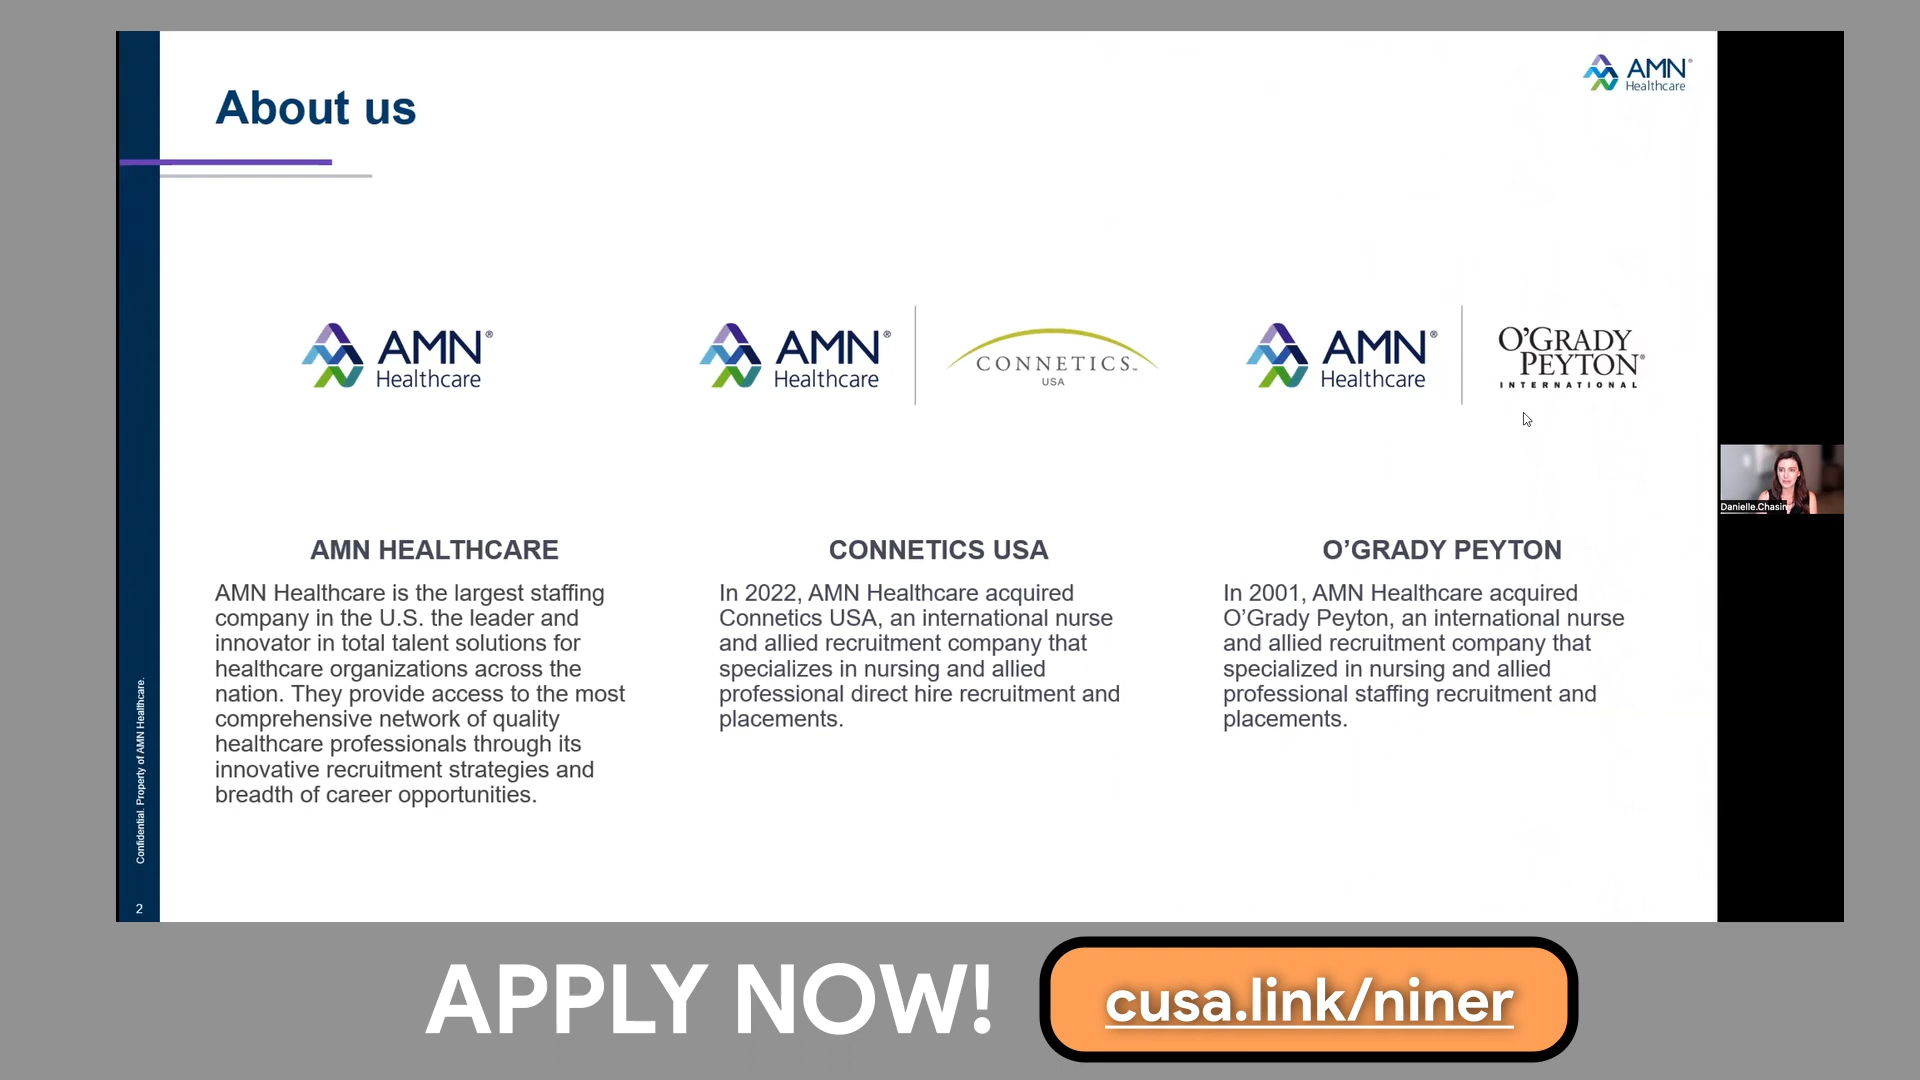 About us
AMN®
Healthcare
AMN®
Healthcare
AMN®
Healthcare
CONNETICS™
USA
AMN®
Healthcare
O’GRADY
PEYTON®
INTERNATIONAL
Danielle.Chasin
AMN HEALTHCARE
AMN Healthcare is the largest staffing
company in the U.S. the leader and
innovator in total talent solutions for
healthcare organizations across the
nation. They provide access to the most
comprehensive network of quality
healthcare professionals through its
innovative recruitment strategies and
breadth of career opportunities.
CONNETICS USA
In 2022, AMN Healthcare acquired
Connetics USA, an international nurse
and allied recruitment company that
specializes in nursing and allied
professional direct hire recruitment and
placements.
O’GRADY PEYTON
In 2001, AMN Healthcare acquired
O’Grady Peyton, an international nurse
and allied recruitment company that
specialized in nursing and allied
professional staffing recruitment and
placements.
Confidential. Property of AMN Healthcare.
2
APPLY NOW!
cusa.link/niner